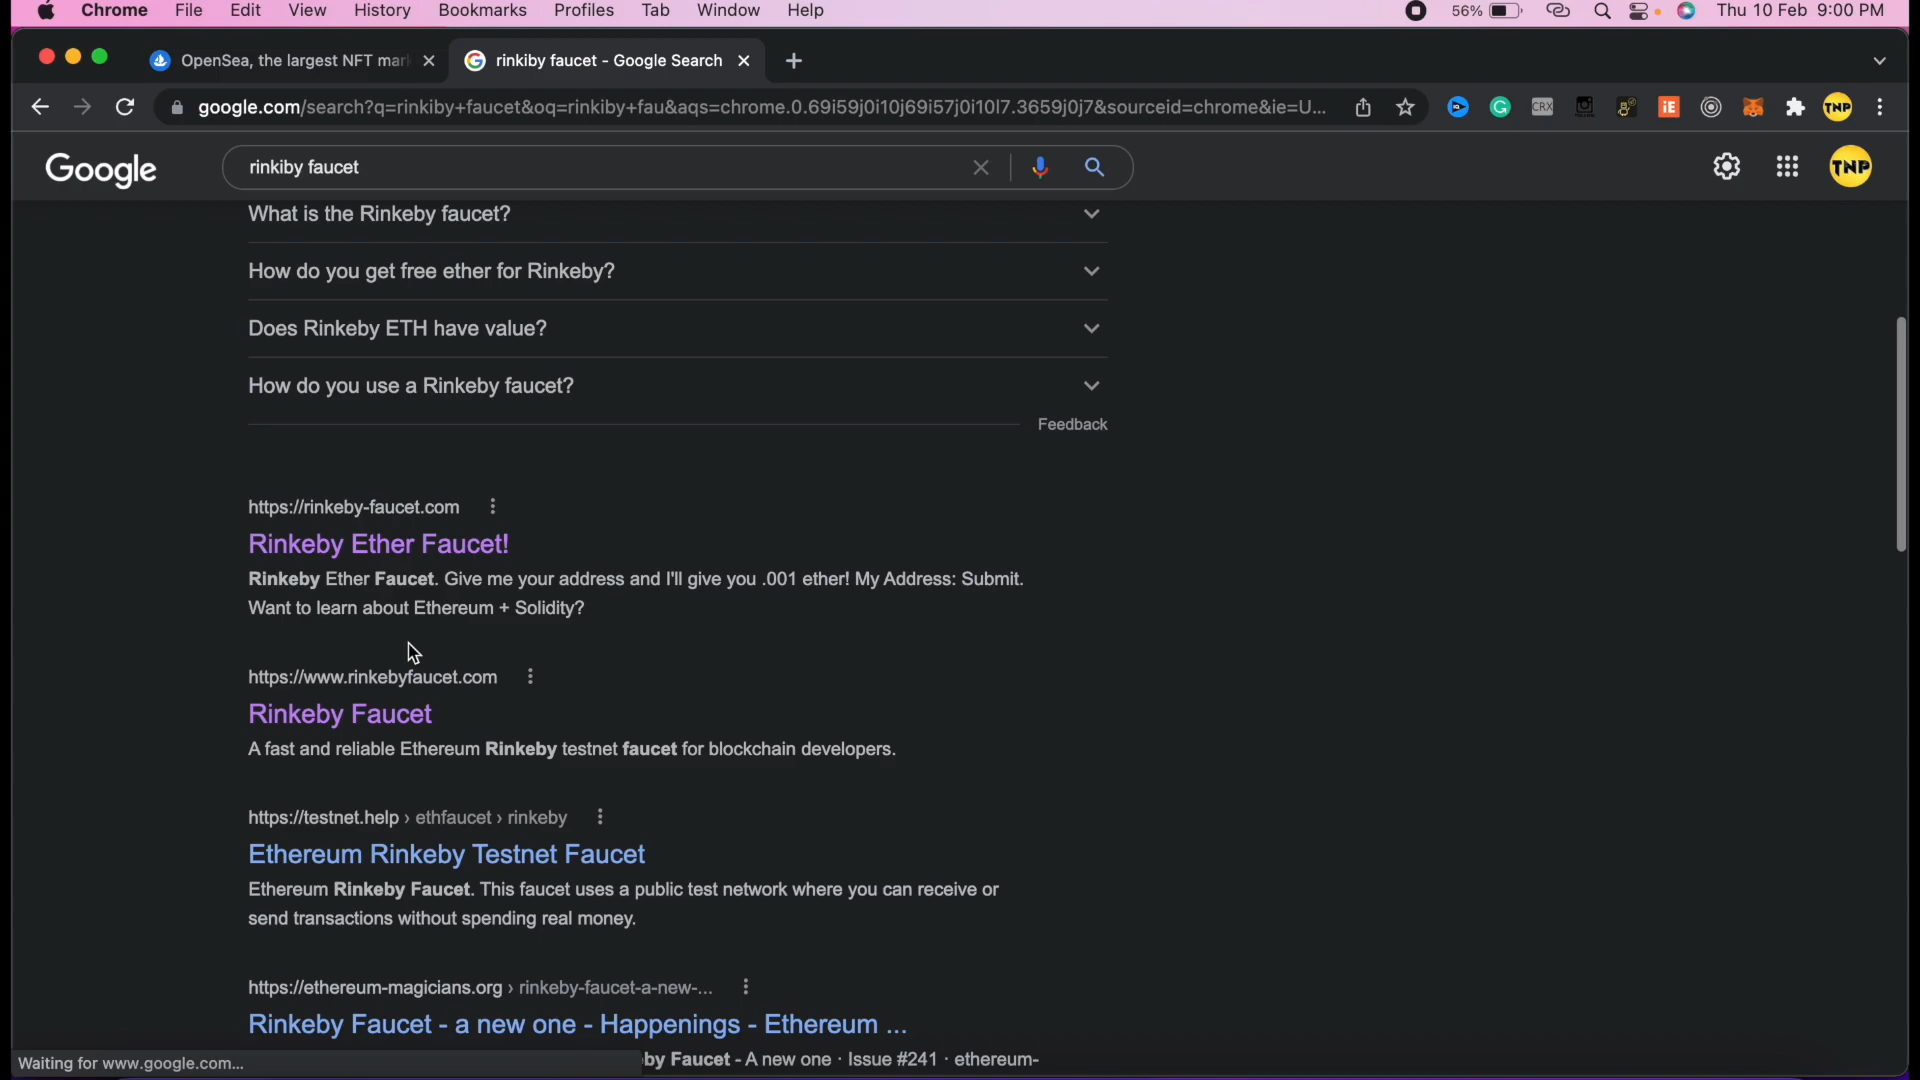 Chrome File Edit View History Bookmarks Profiles Tab Window Help 56% Thu 10 Feb 9:00 PM
OpenSea, the largest NFT mar rinkiby faucet - Google Search
google.com/search?q=rinkiby+faucet&oq=rinkiby+fau&aqs=chrome.0.69i59j0i10j69i57j0i10l7.3659j0j7&sourceid=chrome&ie=U... CRX iE TNP
Google rinkiby faucet TNP
What is the Rinkeby faucet?
How do you get free ether for Rinkeby?
Does Rinkeby ETH have value?
How do you use a Rinkeby faucet?
Feedback
https://rinkeby-faucet.com
Rinkeby Ether Faucet!
Rinkeby Ether Faucet. Give me your address and I'll give you .001 ether! My Address: Submit.
Want to learn about Ethereum + Solidity?
https://www.rinkebyfaucet.com
Rinkeby Faucet
A fast and reliable Ethereum Rinkeby testnet faucet for blockchain developers.
https://testnet.help › ethfaucet › rinkeby
Ethereum Rinkeby Testnet Faucet
Ethereum Rinkeby Faucet. This faucet uses a public test network where you can receive or
send transactions without spending real money.
https://ethereum-magicians.org › rinkeby-faucet-a-new-...
Rinkeby Faucet - a new one - Happenings - Ethereum ...
Waiting for www.google.com... by Faucet - A new one · Issue #241 · ethereum-